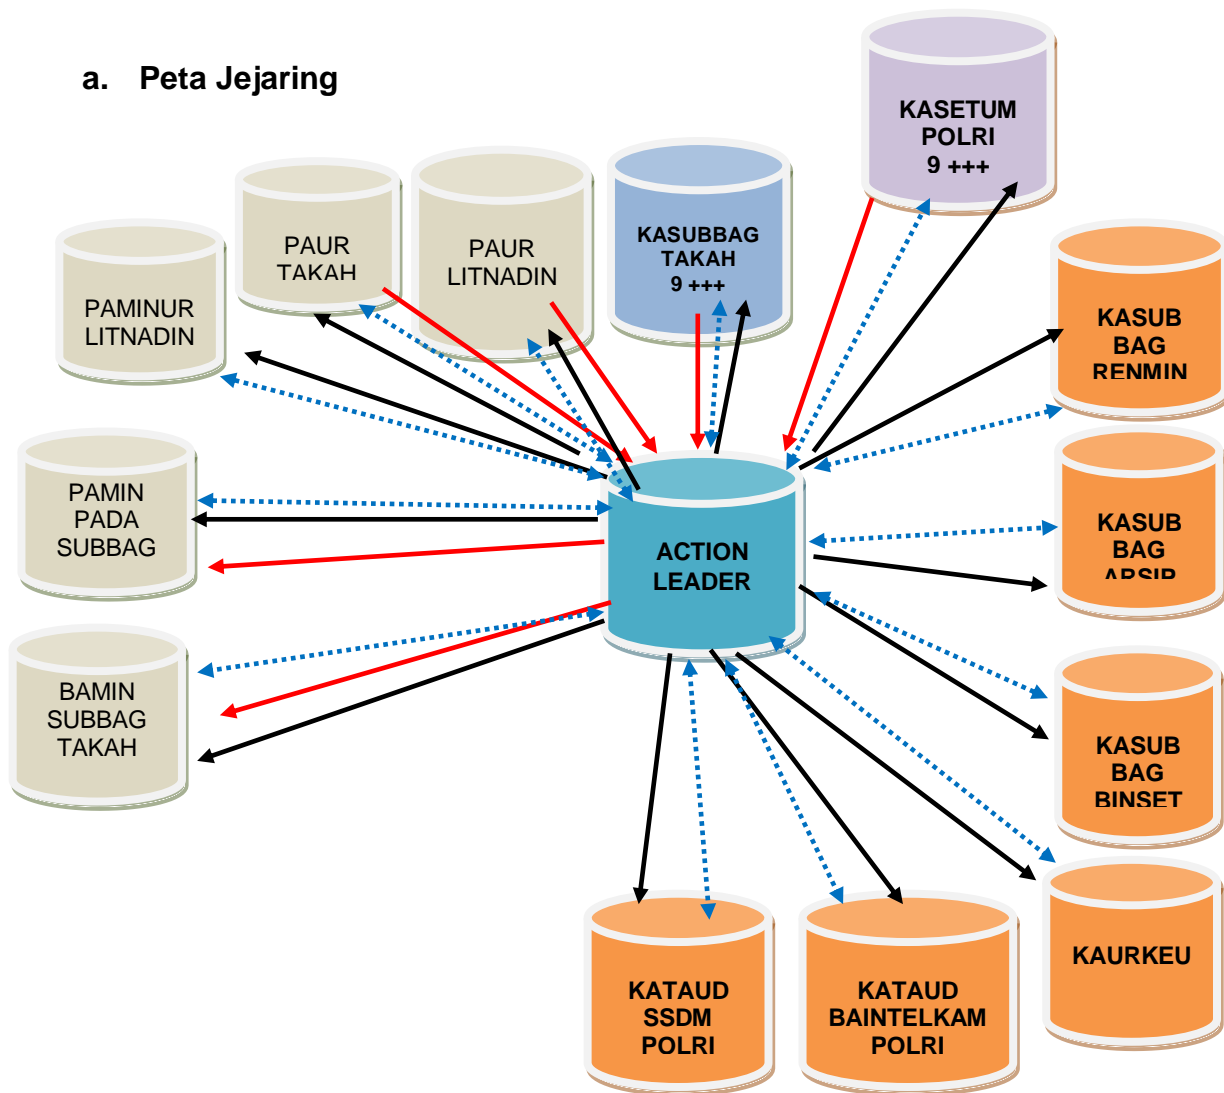 a. Peta Jejaring
KASETUM
POLRI
9 +++
PAUR
TAKAH
PAUR
LITNADIN
KASUBBAG
TAKAH
9 +++
PAMINUR
LITNADIN
KASUB
BAG
RENMIN
PAMIN
PADA
SUBBAG
KASUB
BAG
ARSIP
ACTION
LEADER
BAMIN
SUBBAG
TAKAH
KASUB
BAG
BINSET
KAURKEU
KATAUD
SSDM
POLRI
KATAUD
BAINTELKAM
POLRI